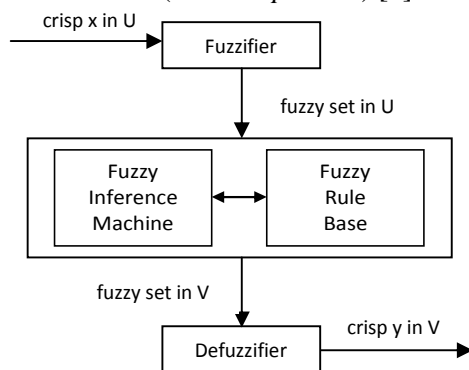 crisp x in U
Fuzzifier
fuzzy set in U
Fuzzy
Inference
Machine
Fuzzy
Rule
Base
fuzzy set in V
crisp y in V
Defuzzifier